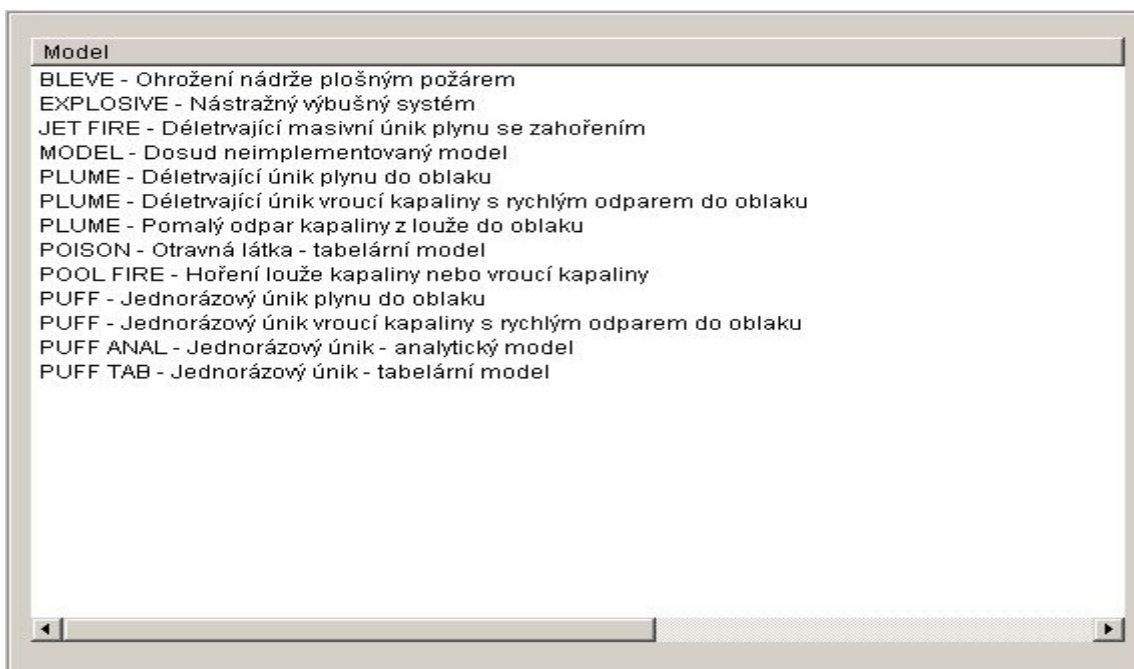 Model
BLEVE - Ohrožení nádrže plošným požárem
EXPLOSIVE - Nástražný výbušný systém
JET FIRE - Déletrvající masivní únik plynu se zahořením
MODEL - Dosud neimplementovaný model
PLUME - Déletrvající únik plynu do oblaku
PLUME - Déletrvající únik vroucí kapaliny s rychlým odparem do oblaku
PLUME - Pomalý odpar kapaliny z louže do oblaku
POISON - Otravná látka - tabelární model
POOL FIRE - Hoření louže kapaliny nebo vroucí kapaliny
PUFF - Jednorázový únik plynu do oblaku
PUFF - Jednorázový únik vroucí kapaliny s rychlým odparem do oblaku
PUFF ANAL - Jednorázový únik - analytický model
PUFF TAB - Jednorázový únik - tabelární model